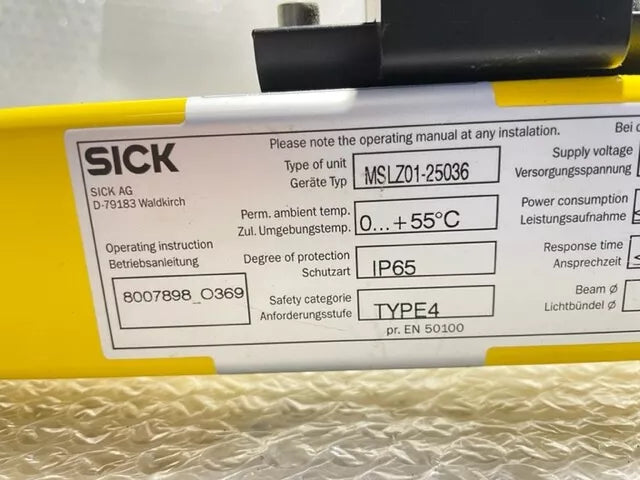 SICK
SICK AG
D-79183 Waldkirch
Operating instruction
Betriebsanleitung
8007898_O369
Please note the operating manual at any instalation.
Type of unit
Geräte Typ
MSLZ01-25036
Perm. ambient temp.
Zul. Umgebungstemp.
0...+55°C
Degree of protection
Schutzart
IP65
Safety categorie
Anforderungsstufe
TYPE4
pr. EN 50100
Bei
Supply voltage
Versorgungsspannung
Power consumption
Leistungsaufnahme
Response time
Ansprechzeit
Beam ø
Lichtbündel ø